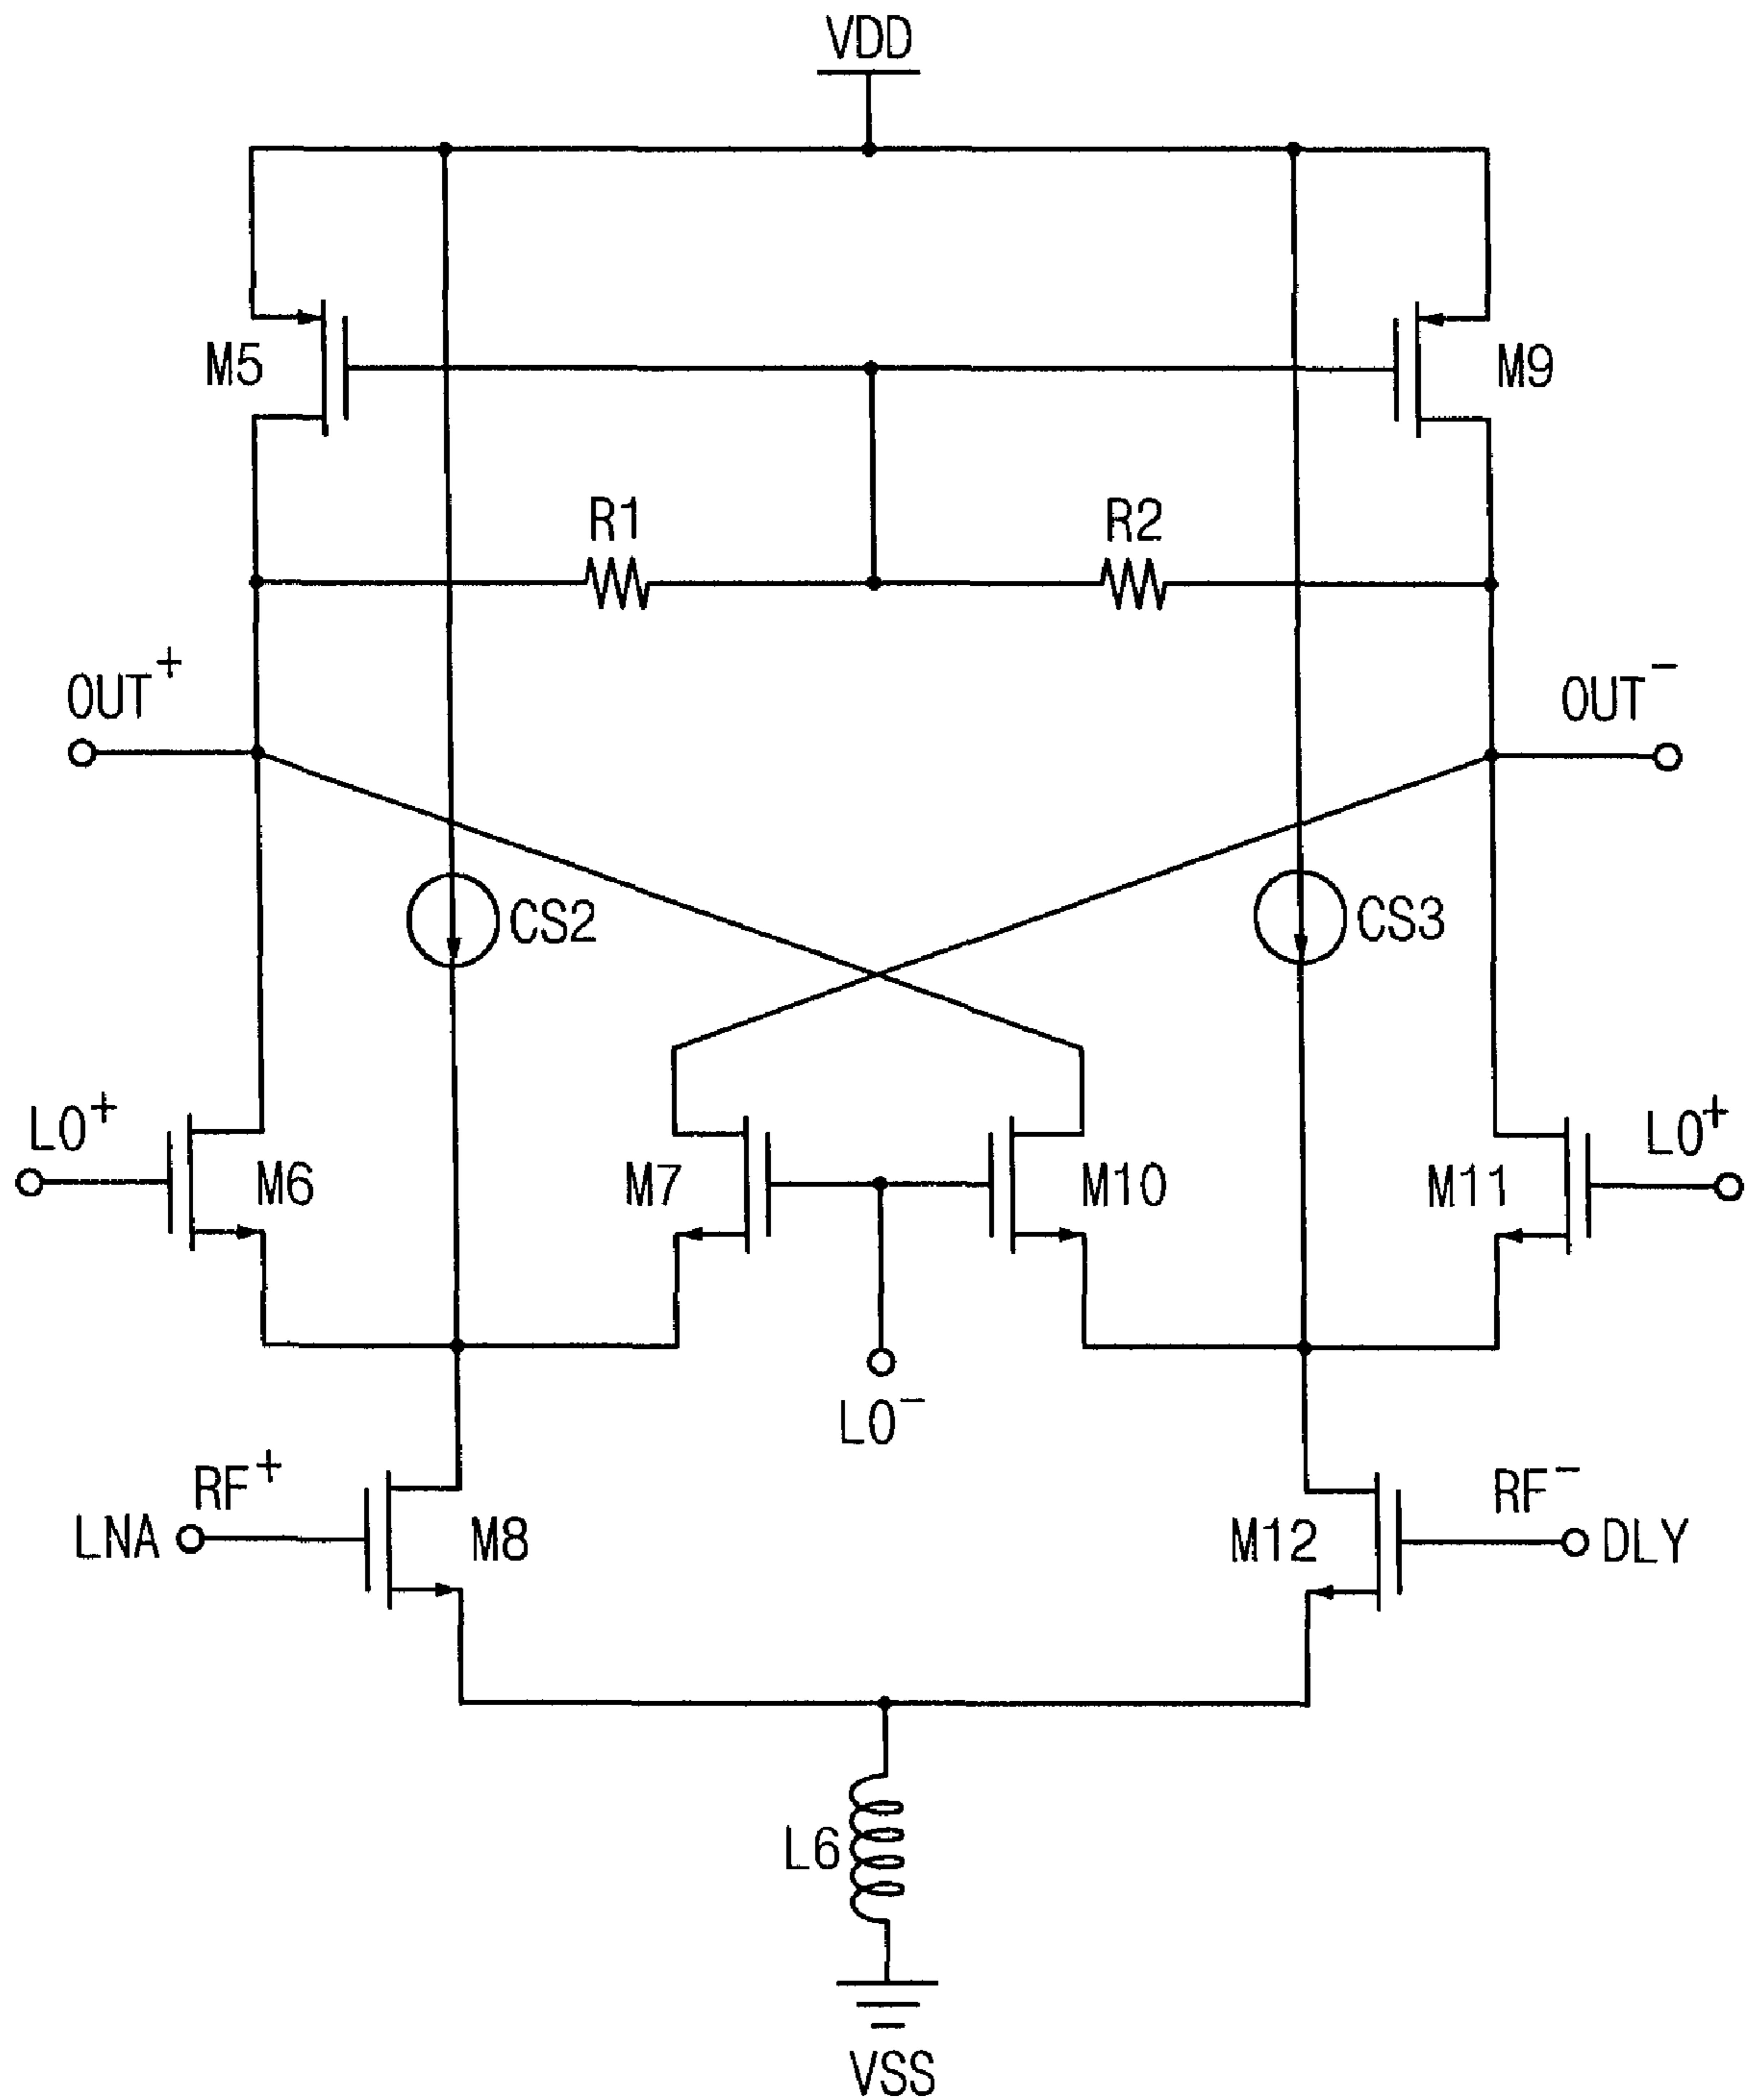 VDD
M5
M9
R1
R2
OUT+
OUT-
CS2
CS3
LO+
M6
M7
M10
M11
LO+
LO-
RF+
LNA
M8
M12
RF-
DLY
L6
VSS